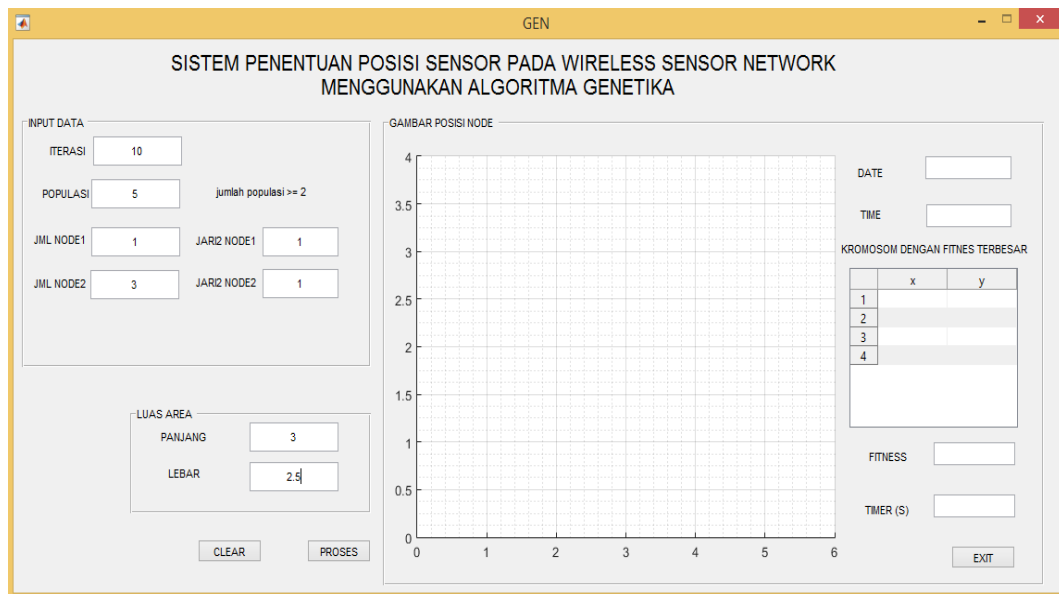 GEN
SISTEM PENENTUAN POSISI SENSOR PADA WIRELESS SENSOR NETWORK
MENGGUNAKAN ALGORITMA GENETIKA
INPUT DATA
ITERASI 10
POPULASI 5 jumlah populasi >= 2
JML NODE1 1 JARI2 NODE1 1
JML NODE2 3 JARI2 NODE2 1
LUAS AREA
PANJANG 3
LEBAR 2.5
CLEAR PROSES
GAMBAR POSISI NODE
4
3.5
3
2.5
2
1.5
1
0.5
0
0 1 2 3 4 5 6
DATE
TIME
KROMOSOM DENGAN FITNES TERBESAR
x y
1
2
3
4
FITNESS
TIMER (S)
EXIT